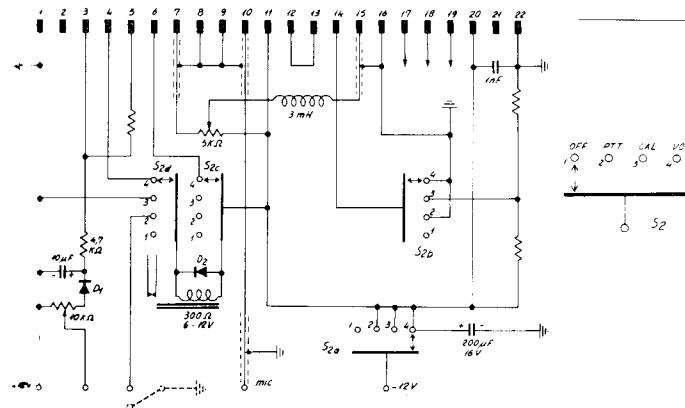 1 2 3 4 5 6 7 8 9 10 11 12 13 14 15 16 17 18 19 20 21 22
1nF
3 mH
5KΩ
OFF PTT CAL
1 2 3 4
S2d S2c
4 4 4
3 3 3
2 2 2
1 1 1
S2
S2b
4,7
KΩ
10µF
- +
D2
D1
300Ω
6-12V
10KΩ
1 2 3 4
+ -
200µF
16V
S2a
mic
-12V